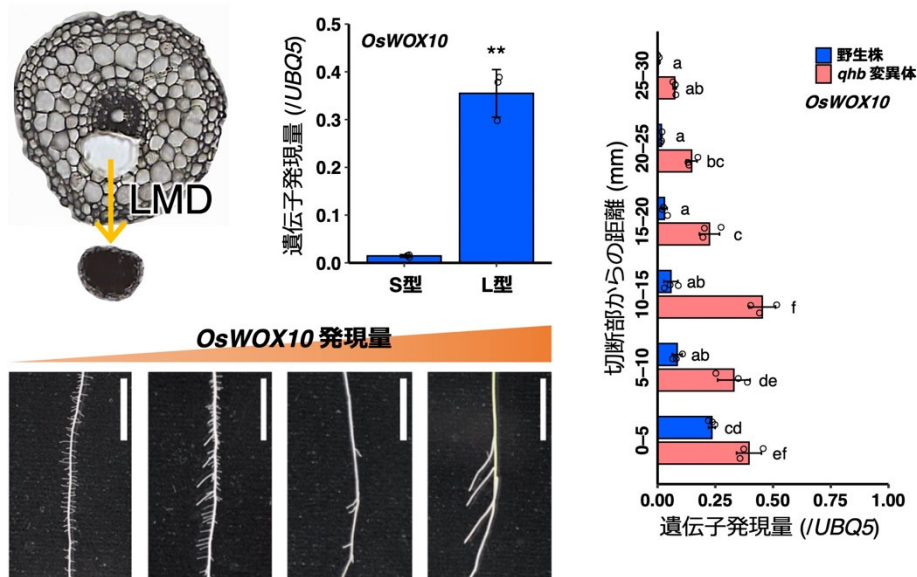 LMD
OsWOX10
**
遺伝子発現量 (/UBQ5)
0.5
0.4
0.3
0.2
0.1
0.0
S型
L型
OsWOX10 発現量
野生株
qhb 変異体
OsWOX10
切断部からの距離 (mm)
25–30
a
ab
20–25
a
bc
15–20
a
c
10–15
ab
f
5–10
ab
de
0–5
cd
ef
0.00 0.25 0.50 0.75 1.00
遺伝子発現量 (/UBQ5)